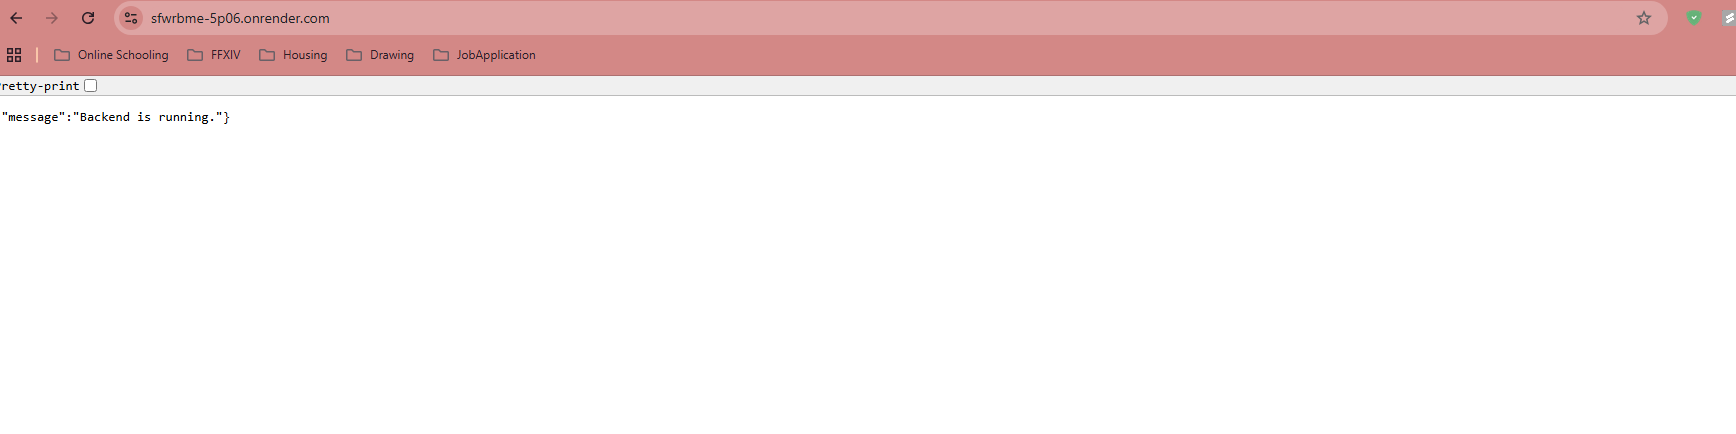 sfwrbme-5p06.onrender.com
Online Schooling FFXIV Housing Drawing JobApplication
retty-print
"message":"Backend is running."}